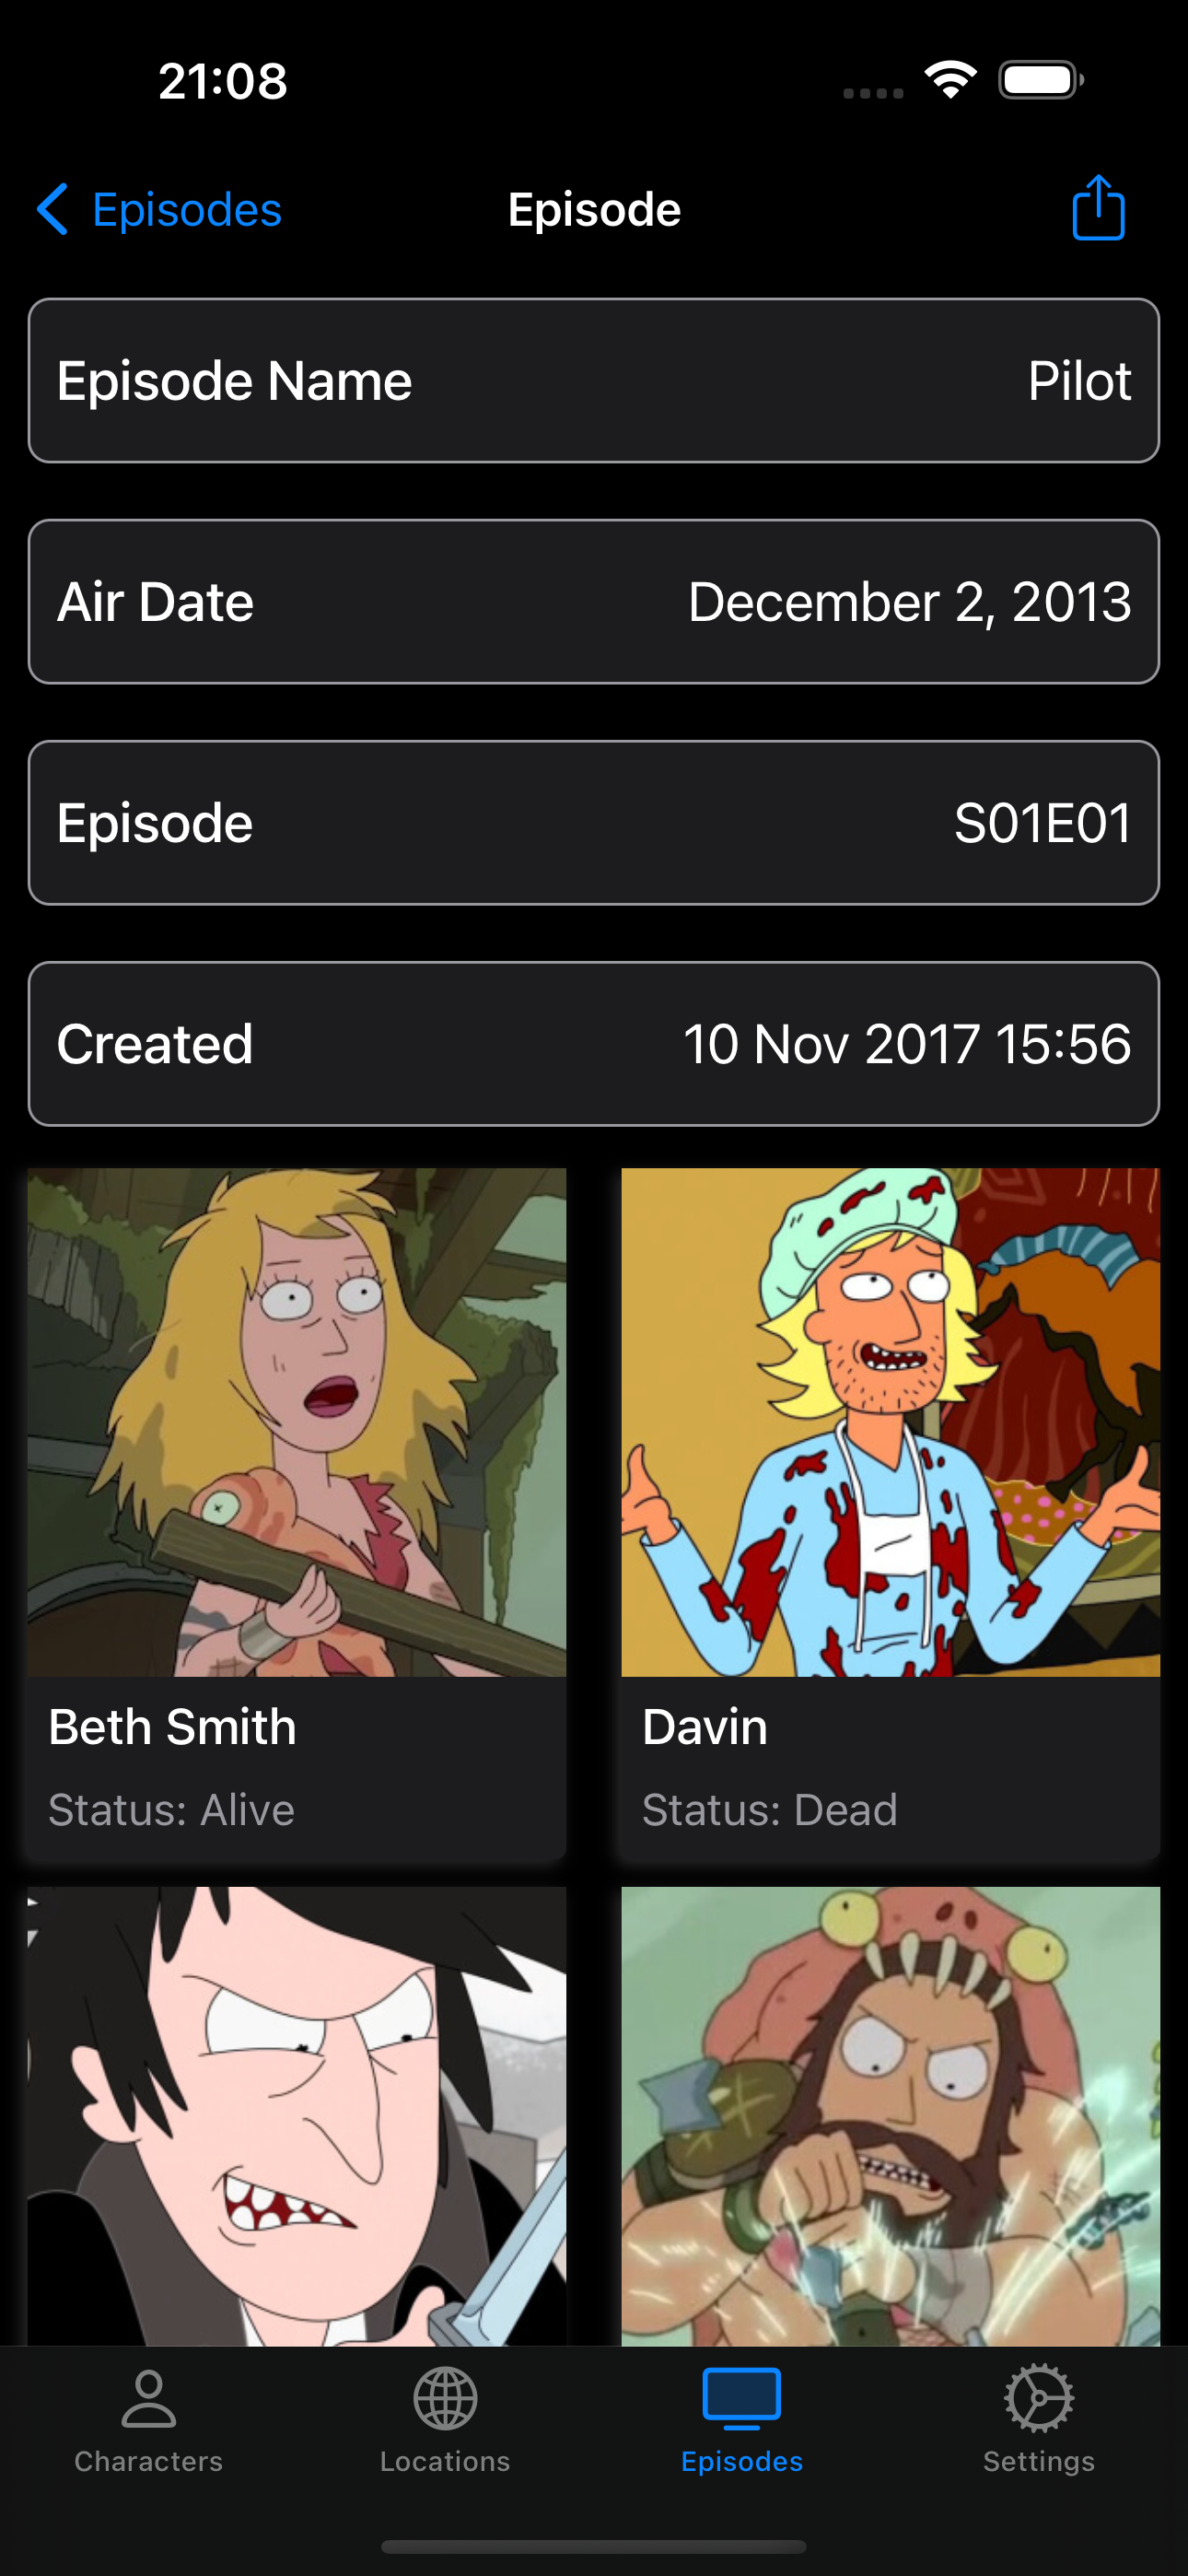 21:08
Episodes
Episode
Episode Name
Pilot
Air Date
December 2, 2013
Episode
S01E01
Created
10 Nov 2017 15:56
Beth Smith
Status: Alive
Davin
Status: Dead
Characters
Locations
Episodes
Settings